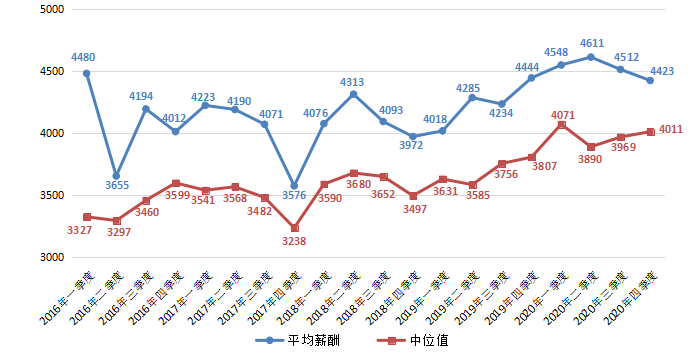 5000
4500
4000
3500
3000
4480
3655
4194
4012
4223
4190
4071
3576
4076
4313
4093
3972
4018
4285
4234
4444
4548
4611
4512
4423
3327
3297
3460
3599
3541
3568
3482
3238
3590
3680
3652
3497
3631
3585
3756
3807
4071
3890
3969
4011
2016年一季度
2016年二季度
2016年三季度
2016年四季度
2017年一季度
2017年二季度
2017年三季度
2017年四季度
2018年一季度
2018年二季度
2018年三季度
2018年四季度
2019年一季度
2019年二季度
2019年三季度
2019年四季度
2020年一季度
2020年二季度
2020年三季度
2020年四季度
平均薪酬
中位值